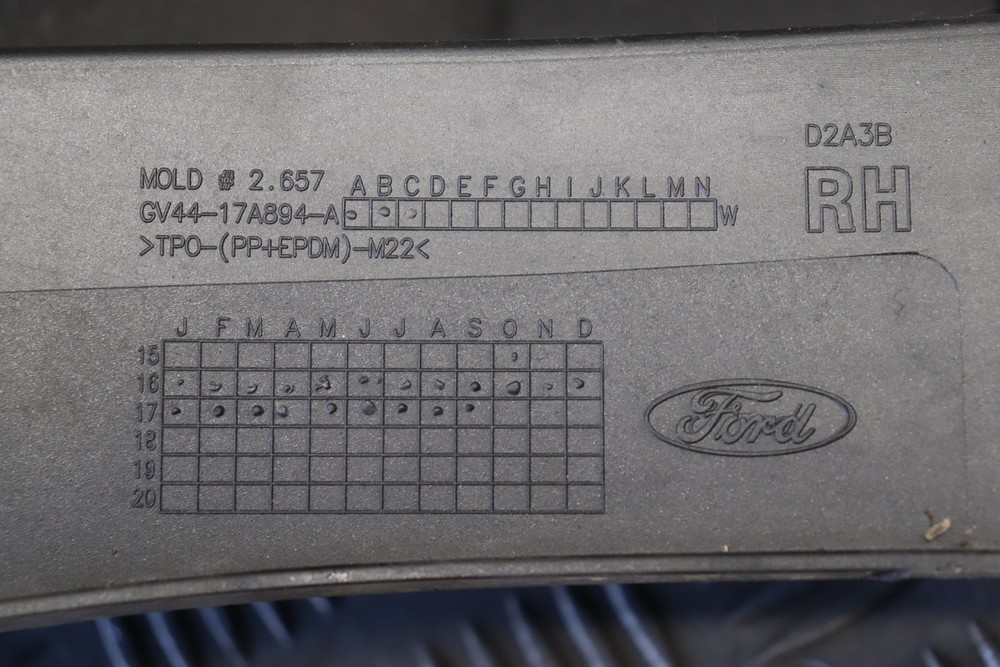 D2A3B
RH
MOLD # 2.657
A B C D E F G H I J K L M N
GV44-17A894-A W
>TPO-(PP+EPDM)-M22<
J F M A M J J A S O N D
15
16
17
18
19
20
Ford